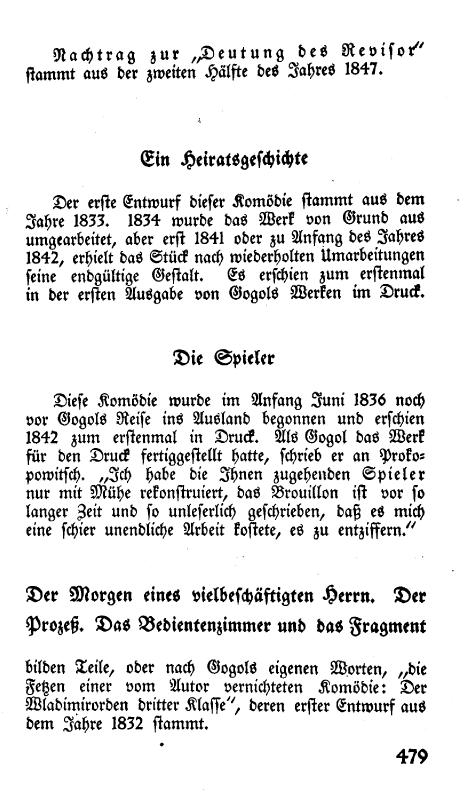 Nachtrag zur „Deutung des Revisor"
stammt aus der zweiten Hälfte des Jahres 1847.
Ein Heiratsgeschichte
Der erste Entwurf dieser Komödie stammt aus dem
Jahre 1833. 1834 wurde das Werk von Grund aus
umgearbeitet, aber erst 1841 oder zu Anfang des Jahres
1842, erhielt das Stück nach wiederholten Umarbeitungen
seine endgültige Gestalt. Es erschien zum erstenmal
in der ersten Ausgabe von Gogols Werken im Druck.
Die Spieler
Diese Komödie wurde im Anfang Juni 1836 noch
vor Gogols Reise ins Ausland begonnen und erschien
1842 zum erstenmal in Druck. Als Gogol das Werk
für den Druck fertiggestellt hatte, schrieb er an Proko-
powitsch. „Ich habe die Ihnen zugehenden Spieler
nur mit Mühe rekonstruiert, das Brouillon ist vor so
langer Zeit und so unleserlich geschrieben, daß es mich
eine schier unendliche Arbeit kostete, es zu entziffern."
Der Morgen eines vielbeschäftigten Herrn. Der
Prozeß. Das Bedientenzimmer und das Fragment
bilden Teile, oder nach Gogols eigenen Worten, „die
Fetzen einer vom Autor vernichteten Komödie: Der
Wladimirorden dritter Klasse", deren erster Entwurf aus
dem Jahre 1832 stammt.
479